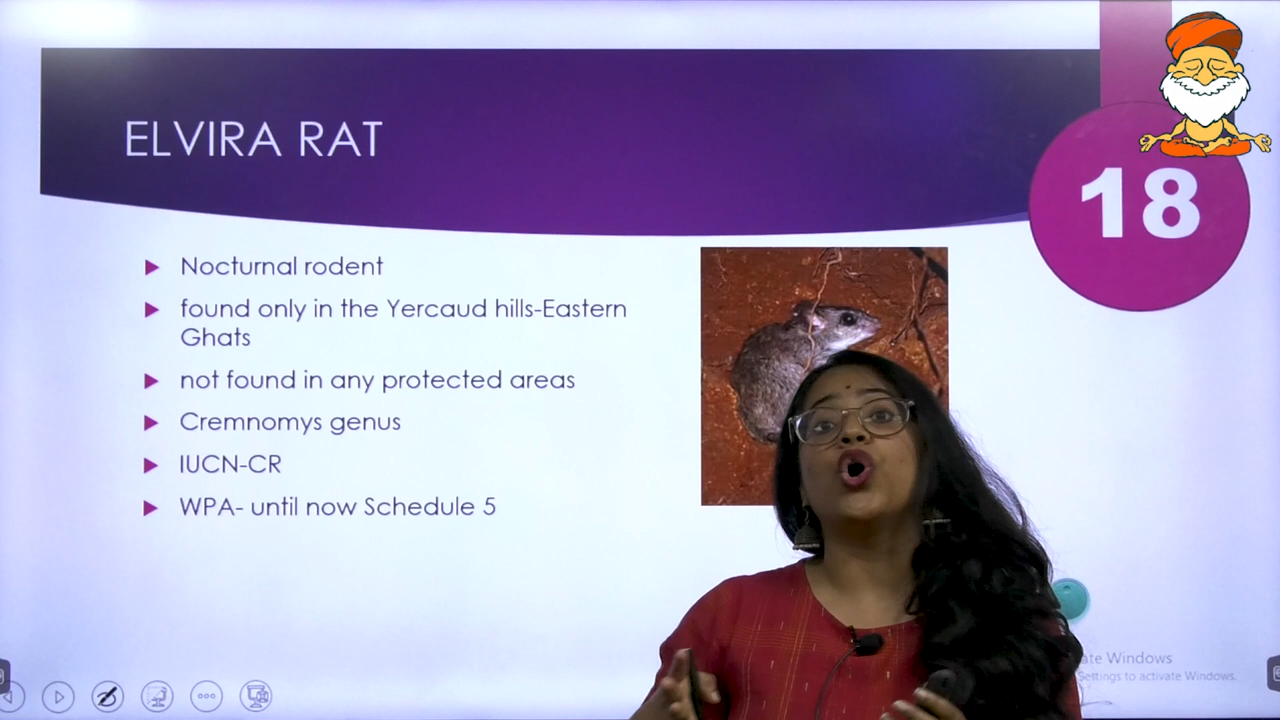 ELVIRA RAT
18
Nocturnal rodent
found only in the Yercaud hills-Eastern
Ghats
not found in any protected areas
Cremnomys genus
IUCN-CR
WPA- until now Schedule 5
ate Windows
Settings to activate Windows.